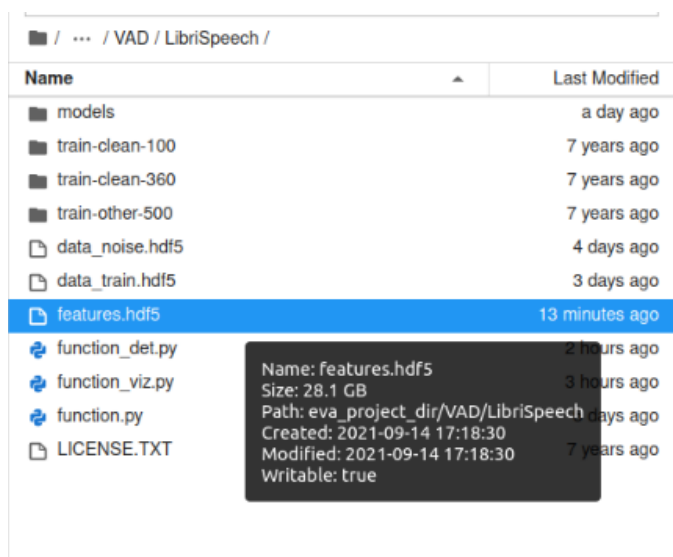 / ··· / VAD / LibriSpeech /
Name Last Modified
models a day ago
train-clean-100 7 years ago
train-clean-360 7 years ago
train-other-500 7 years ago
data_noise.hdf5 4 days ago
data_train.hdf5 3 days ago
features.hdf5 13 minutes ago
function_det.py 2 hours ago
function_viz.py 3 hours ago
function.py days ago
LICENSE.TXT 7 years ago
Name: features.hdf5
Size: 28.1 GB
Path: eva_project_dir/VAD/LibriSpeech
Created: 2021-09-14 17:18:30
Modified: 2021-09-14 17:18:30
Writable: true